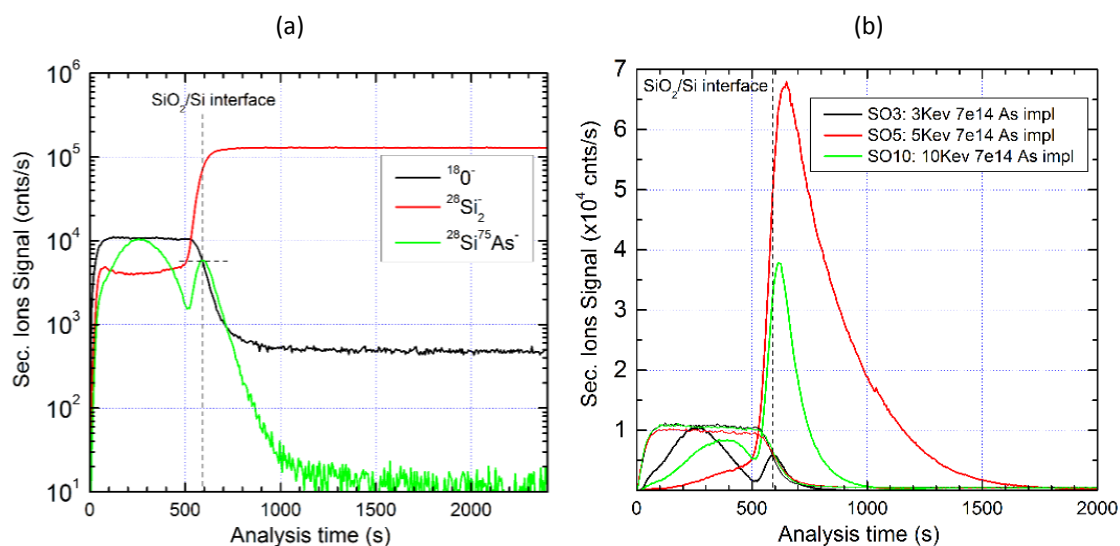 (a)
(b)
10⁶
10⁵
10⁴
10³
10²
10¹
Sec. Ions Signal (cnts/s)
SiO₂/Si interface
¹⁸0⁻
²⁸Si₂⁻
²⁸Si⁻⁷⁵As⁻
0
500
1000
1500
2000
Analysis time (s)
7
6
5
4
3
2
1
Sec. Ions Signal (x10⁴ cnts/s)
SiO₂/Si interface
SO3: 3Kev 7e14 As impl
SO5: 5Kev 7e14 As impl
SO10: 10Kev 7e14 As impl
0
500
1000
1500
2000
Analysis time (s)